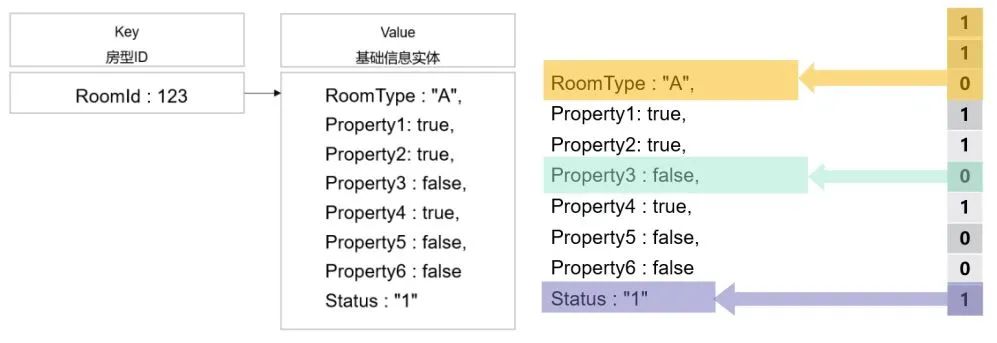 Key
房型ID
RoomId : 123
Value
基础信息实体
RoomType : "A",
Property1: true,
Property2: true,
Property3 : false,
Property4 : true,
Property5 : false,
Property6 : false
Status : "1"
RoomType : "A",
Property1: true,
Property2: true,
Property3 : false,
Property4 : true,
Property5 : false,
Property6 : false
Status : "1"
1
1
0
1
1
0
1
0
0
1